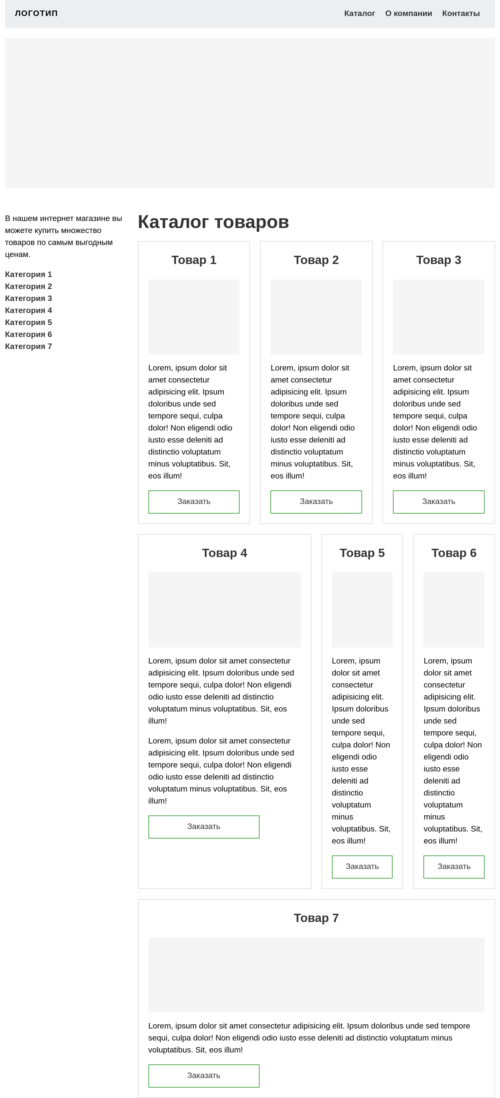 ЛОГОТИП
Каталог О компании Контакты
В нашем интернет магазине вы
можете купить множество
товаров по самым выгодным
ценам.
Категория 1
Категория 2
Категория 3
Категория 4
Категория 5
Категория 6
Категория 7
Каталог товаров
Товар 1
Lorem, ipsum dolor sit
amet consectetur
adipisicing elit. Ipsum
doloribus unde sed
tempore sequi, culpa
dolor! Non eligendi odio
iusto esse deleniti ad
distinctio voluptatum
minus voluptatibus. Sit,
eos illum!
Заказать
Товар 2
Lorem, ipsum dolor sit
amet consectetur
adipisicing elit. Ipsum
doloribus unde sed
tempore sequi, culpa
dolor! Non eligendi odio
iusto esse deleniti ad
distinctio voluptatum
minus voluptatibus. Sit,
eos illum!
Заказать
Товар 3
Lorem, ipsum dolor sit
amet consectetur
adipisicing elit. Ipsum
doloribus unde sed
tempore sequi, culpa
dolor! Non eligendi odio
iusto esse deleniti ad
distinctio voluptatum
minus voluptatibus. Sit,
eos illum!
Заказать
Товар 4
Lorem, ipsum dolor sit amet consectetur
adipisicing elit. Ipsum doloribus unde sed
tempore sequi, culpa dolor! Non eligendi
odio iusto esse deleniti ad distinctio
voluptatum minus voluptatibus. Sit, eos
illum!
Lorem, ipsum dolor sit amet consectetur
adipisicing elit. Ipsum doloribus unde sed
tempore sequi, culpa dolor! Non eligendi
odio iusto esse deleniti ad distinctio
voluptatum minus voluptatibus. Sit, eos
illum!
Заказать
Товар 5
Lorem, ipsum
dolor sit amet
consectetur
adipisicing elit.
Ipsum doloribus
unde sed
tempore sequi,
culpa dolor! Non
eligendi odio
iusto esse
deleniti ad
distinctio
voluptatum
minus
voluptatibus. Sit,
eos illum!
Заказать
Товар 6
Lorem, ipsum
dolor sit amet
consectetur
adipisicing elit.
Ipsum doloribus
unde sed
tempore sequi,
culpa dolor! Non
eligendi odio
iusto esse
deleniti ad
distinctio
voluptatum
minus
voluptatibus. Sit,
eos illum!
Заказать
Товар 7
Lorem, ipsum dolor sit amet consectetur adipisicing elit. Ipsum doloribus unde sed tempore
sequi, culpa dolor! Non eligendi odio iusto esse deleniti ad distinctio voluptatum minus
voluptatibus. Sit, eos illum!
Заказать